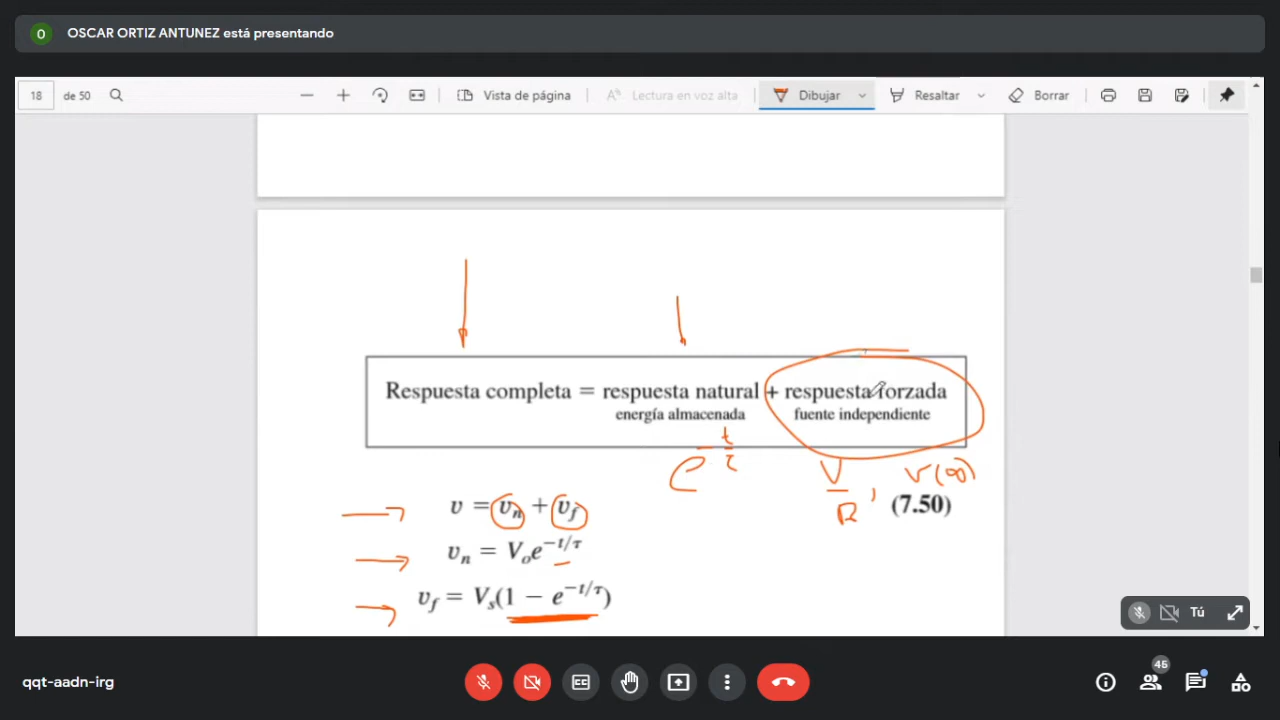 O OSCAR ORTIZ ANTUNEZ está presentando
18 de 50 Vista de página Lectura en voz alta Dibujar Resaltar Borrar
Respuesta completa = respuesta natural + respuesta forzada
energía almacenada fuente independiente
e^{-t/τ} V/R, v(∞)
v = v_n + v_f (7.50)
v_n = V_o e^{−t/τ}
v_f = V_s(1 − e^{−t/τ})
Tú
qqt-aadn-irg CC 45